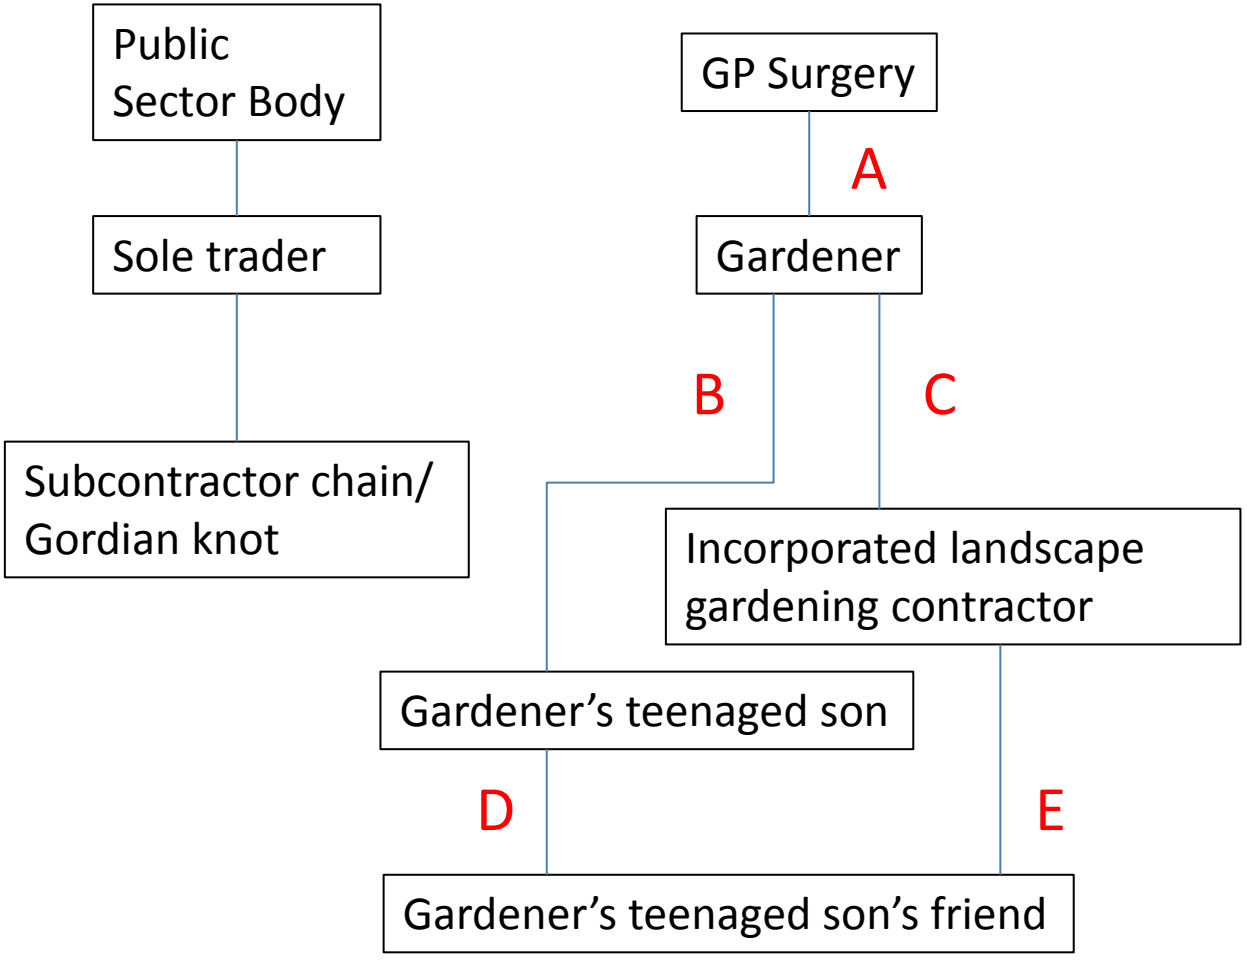 Public
Sector Body
GP Surgery
A
Sole trader
Gardener
B
C
Subcontractor chain/
Gordian knot
Incorporated landscape
gardening contractor
Gardener’s teenaged son
D
E
Gardener’s teenaged son’s friend